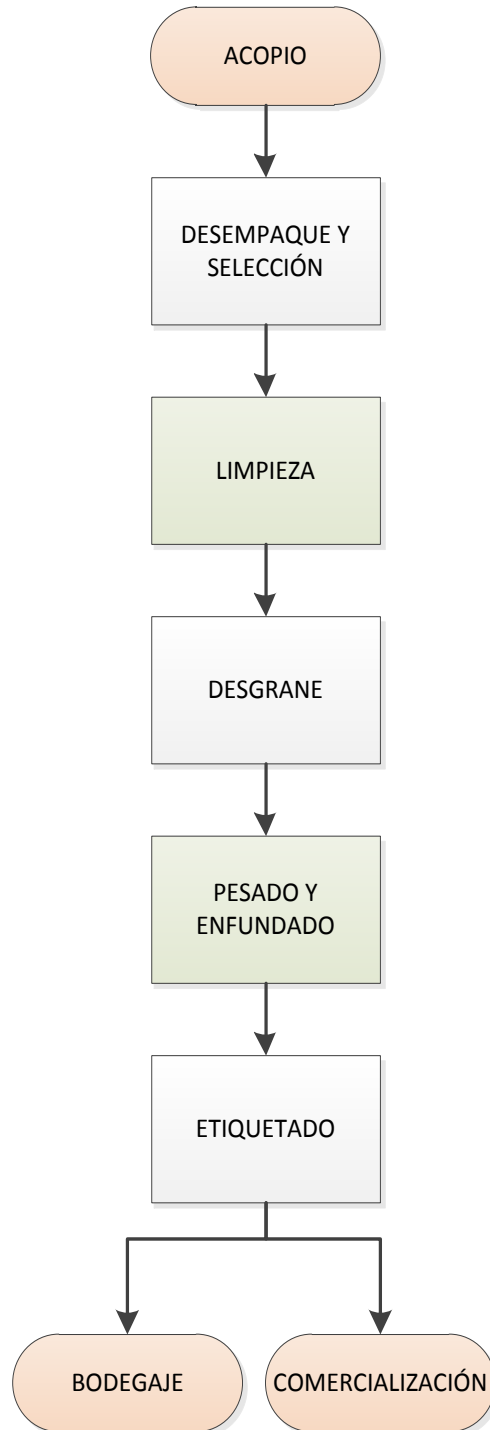 ACOPIO
DESEMPAQUE Y
SELECCIÓN
LIMPIEZA
DESGRANE
PESADO Y
ENFUNDADO
ETIQUETADO
BODEGAJE
COMERCIALIZACIÓN